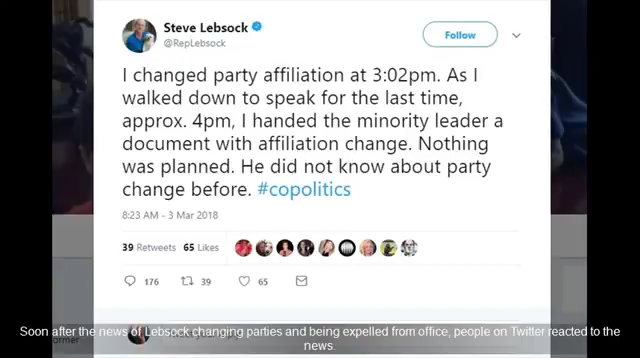 Steve Lebsock
@RepLebsock
Follow
I changed party affiliation at 3:02pm. As I
walked down to speak for the last time,
approx. 4pm, I handed the minority leader a
document with affiliation change. Nothing
was planned. He did not know about party
change before. #copolitics
8:23 AM - 3 Mar 2018
39 Retweets 65 Likes
176 39 65
Soon after the news of Lebsock changing parties and being expelled from office, people on Twitter reacted to the
news.